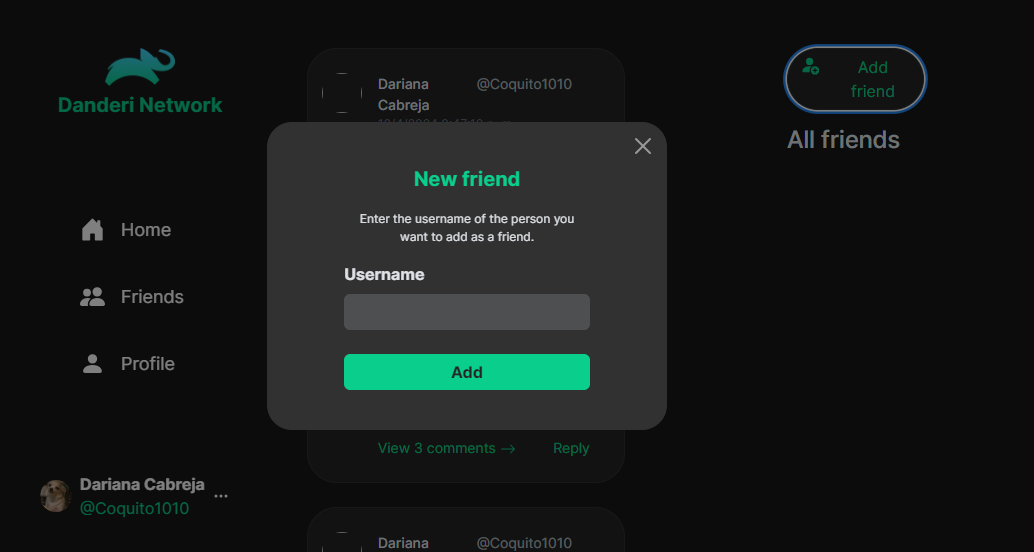 Danderi Network
Home
Friends
Profile
Dariana Cabreja
@Coquito1010
...
Dariana
Cabreja
@Coquito1010
New friend
Enter the username of the person you
want to add as a friend.
Username
Add
View 3 comments →
Reply
Dariana
@Coquito1010
Add
friend
All friends